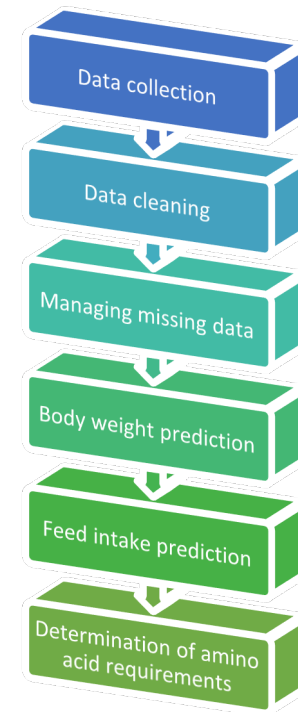 Data collection
Data cleaning
Managing missing data
Body weight prediction
Feed intake prediction
Determination of amino
acid requirements